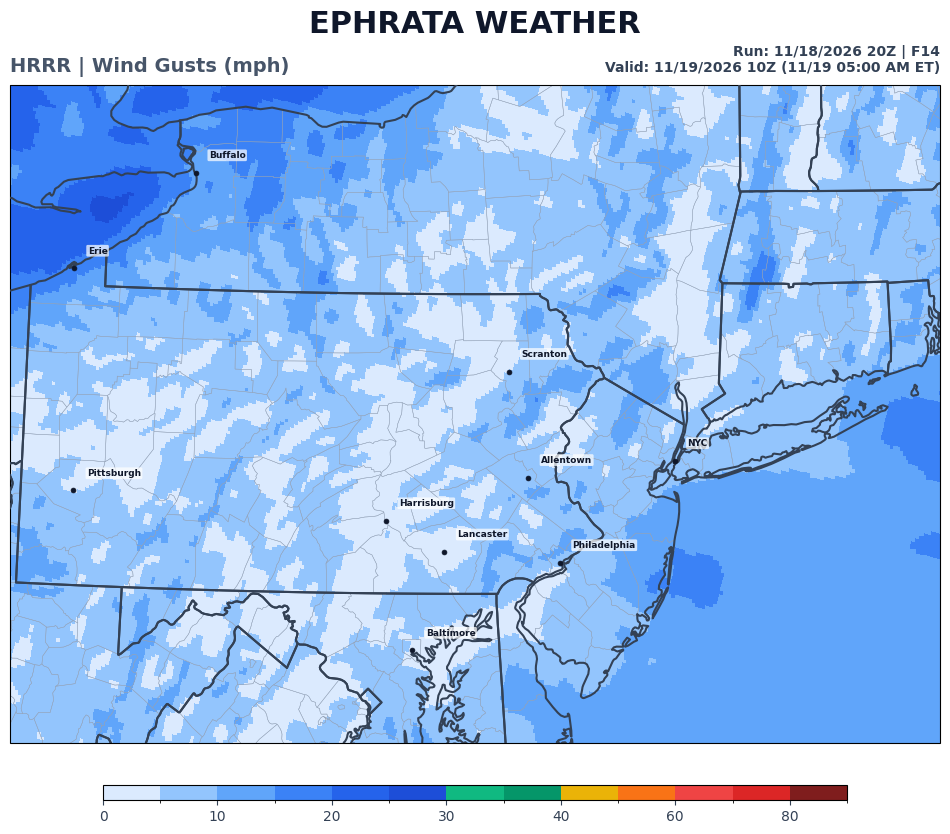 EPHRATA WEATHER
HRRR | Wind Gusts (mph)
Run: 11/18/2026 20Z | F14
Valid: 11/19/2026 10Z (11/19 05:00 AM ET)
Buffalo
Erie
Scranton
NYC
Allentown
Pittsburgh
Harrisburg
Lancaster
Philadelphia
Baltimore
0 10 20 30 40 60 80